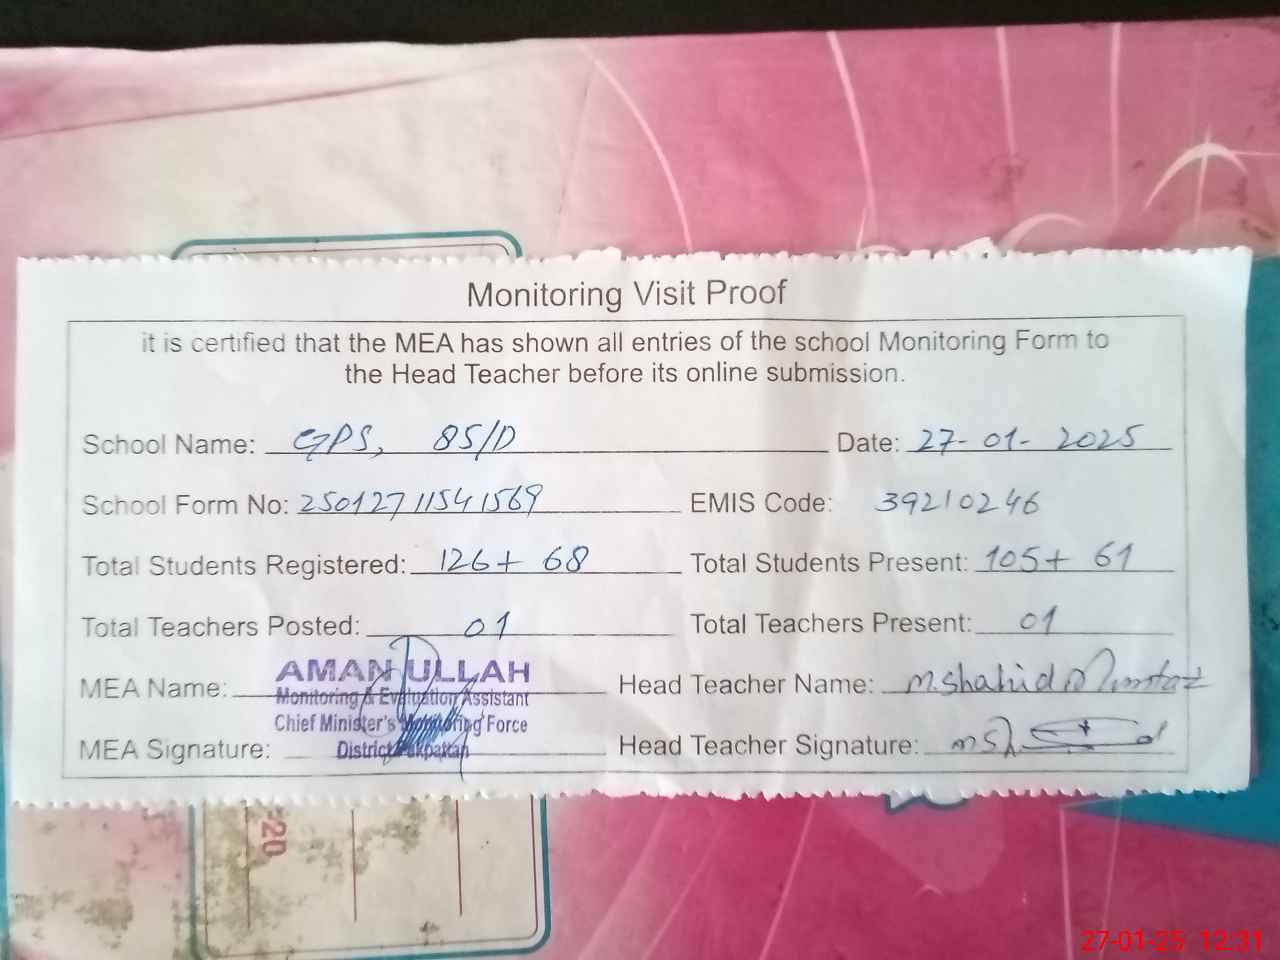 Monitoring Visit Proof
it is certified that the MEA has shown all entries of the school Monitoring Form to
the Head Teacher before its online submission.
School Name: GPS, 85/D Date: 27-01-2025
School Form No: 25012711541569 EMIS Code: 39210246
Total Students Registered: 126+ 68 Total Students Present: 105+ 61
Total Teachers Posted: 01 Total Teachers Present: 01
MEA Name: AMAN ULLAH Head Teacher Name: M.Shahid Mumtaz
Monitoring & Evaluation Assistant
Chief Minister's Monitoring Force
MEA Signature: District Pakpattan Head Teacher Signature:
20
27-01-25 12:31